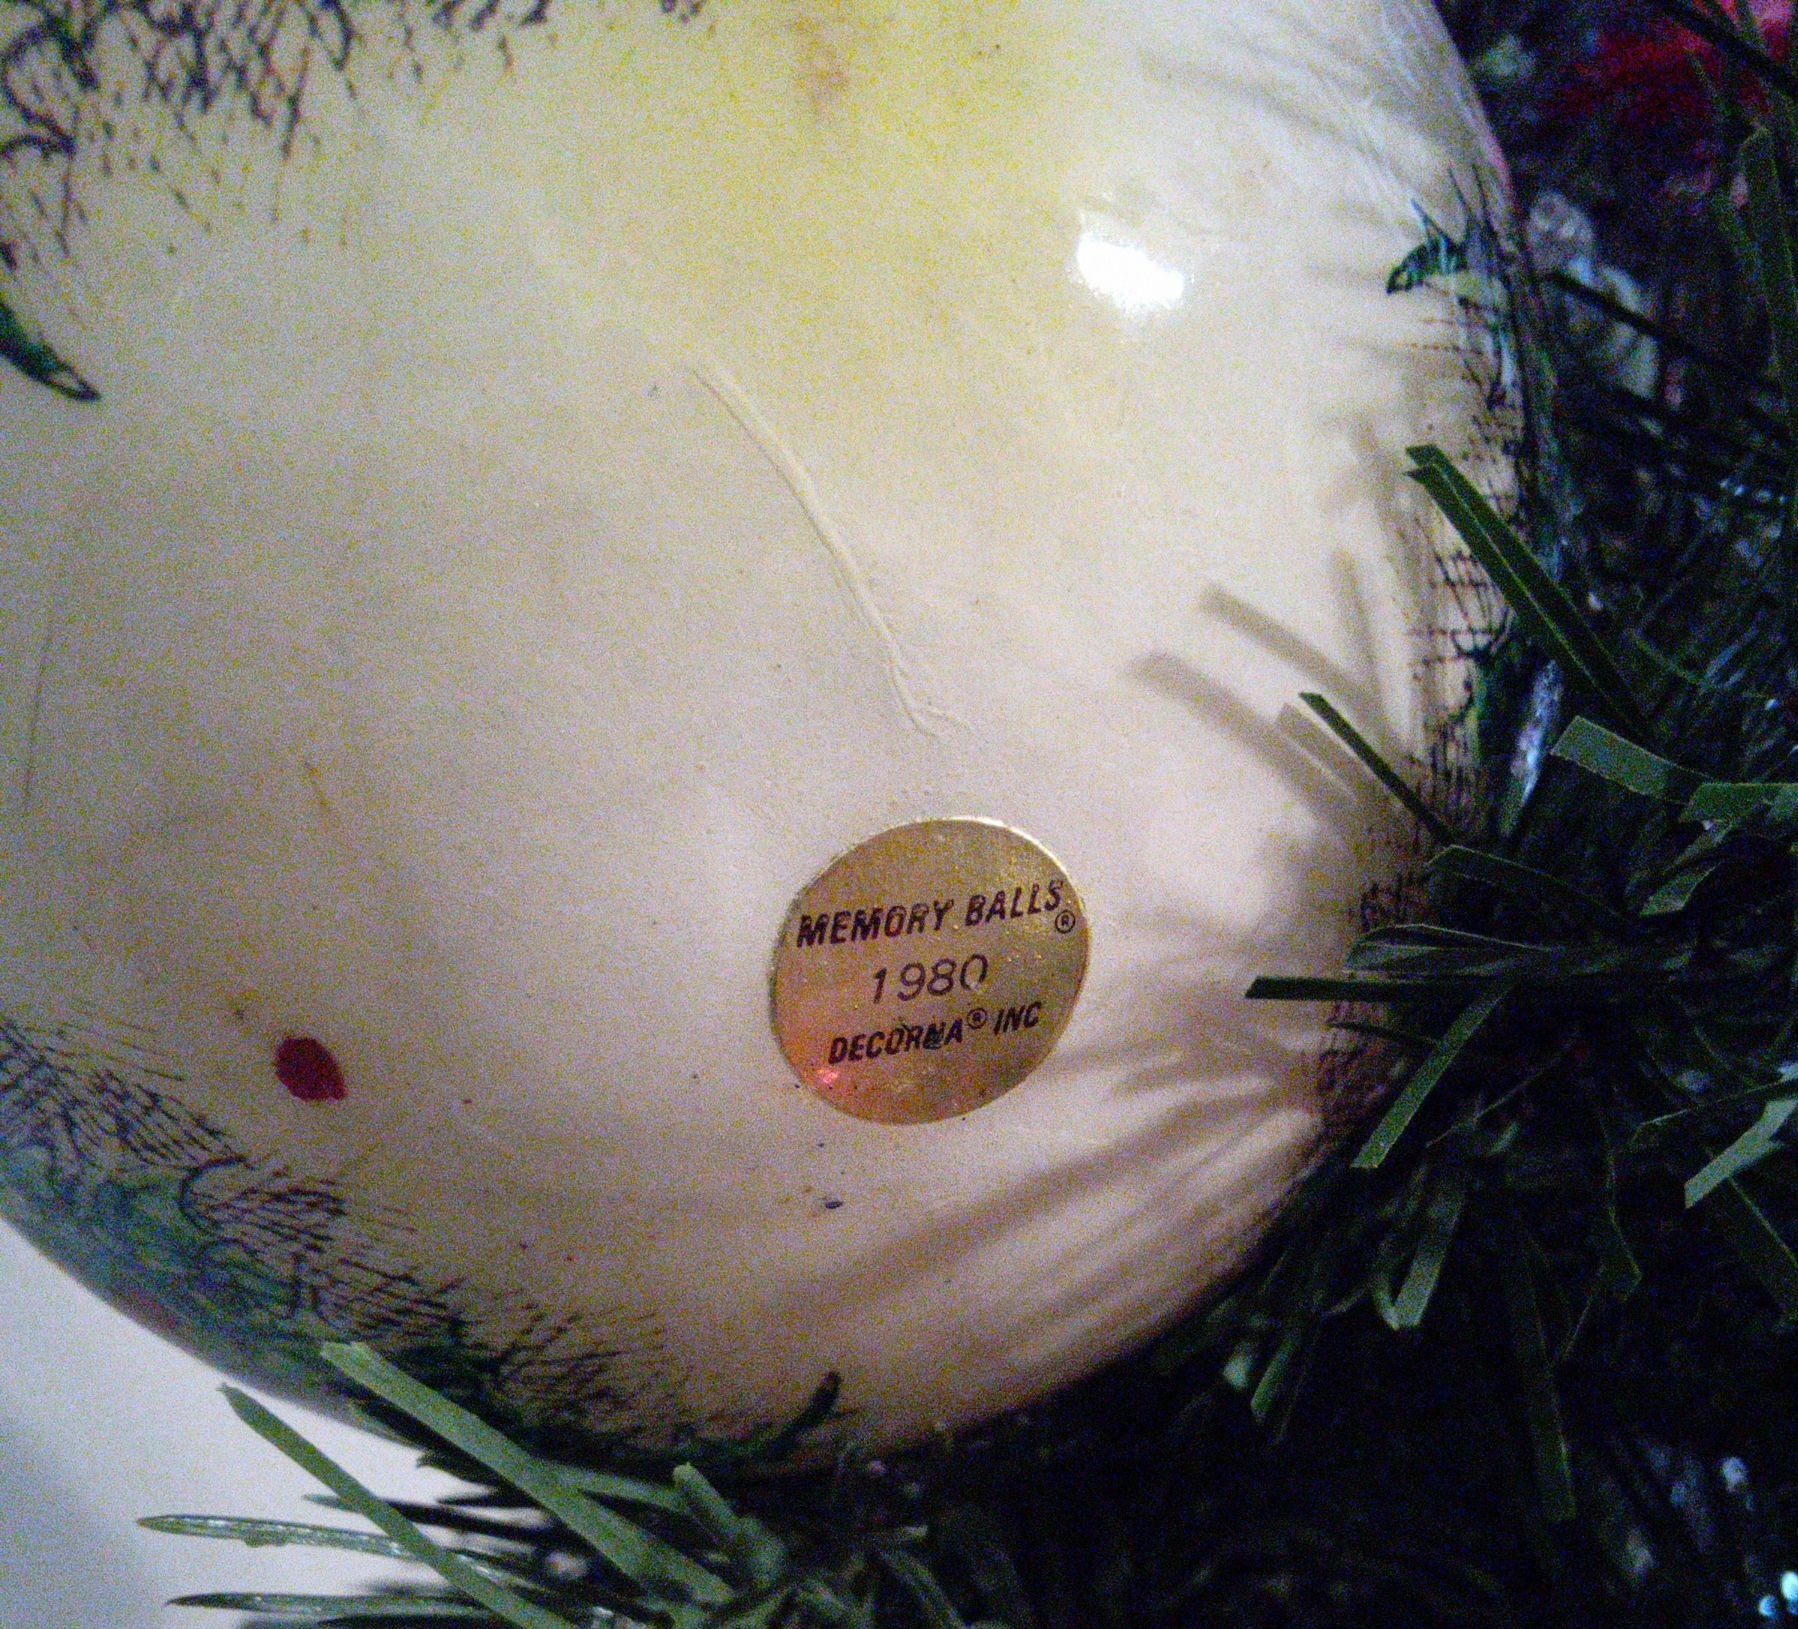 MEMORY BALLS®
1980
DECORNA® INC